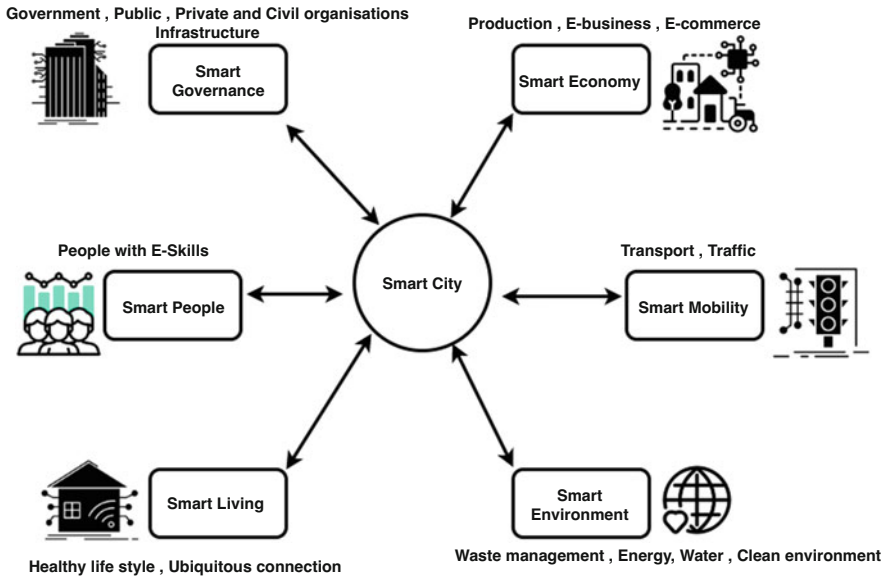 Government , Public , Private and Civil organisations
Infrastructure
Smart
Governance
Production , E-business , E-commerce
Smart Economy
People with E-Skills
Smart People
Smart City
Transport , Traffic
Smart Mobility
Smart Living
Healthy life style , Ubiquitous connection
Smart
Environment
Waste management , Energy, Water , Clean environment